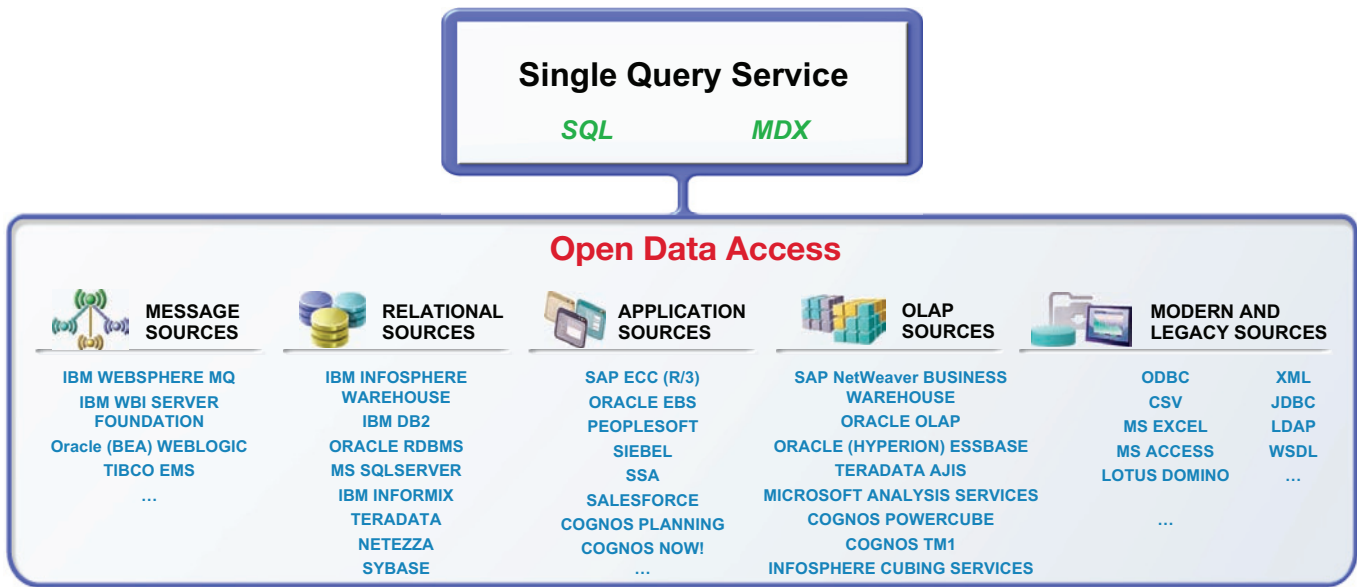 Single Query Service
SQL MDX
Open Data Access
MESSAGE
SOURCES
IBM WEBSPHERE MQ
IBM WBI SERVER
FOUNDATION
Oracle (BEA) WEBLOGIC
TIBCO EMS
…
RELATIONAL
SOURCES
IBM INFOSPHERE
WAREHOUSE
IBM DB2
ORACLE RDBMS
MS SQLSERVER
IBM INFORMIX
TERADATA
NETEZZA
SYBASE
APPLICATION
SOURCES
SAP ECC (R/3)
ORACLE EBS
PEOPLESOFT
SIEBEL
SSA
SALESFORCE
COGNOS PLANNING
COGNOS NOW!
…
OLAP
SOURCES
SAP NetWeaver BUSINESS
WAREHOUSE
ORACLE OLAP
ORACLE (HYPERION) ESSBASE
TERADATA AJIS
MICROSOFT ANALYSIS SERVICES
COGNOS POWERCUBE
COGNOS TM1
INFOSPHERE CUBING SERVICES
MODERN AND
LEGACY SOURCES
ODBC
CSV
MS EXCEL
MS ACCESS
LOTUS DOMINO
…
XML
JDBC
LDAP
WSDL
…